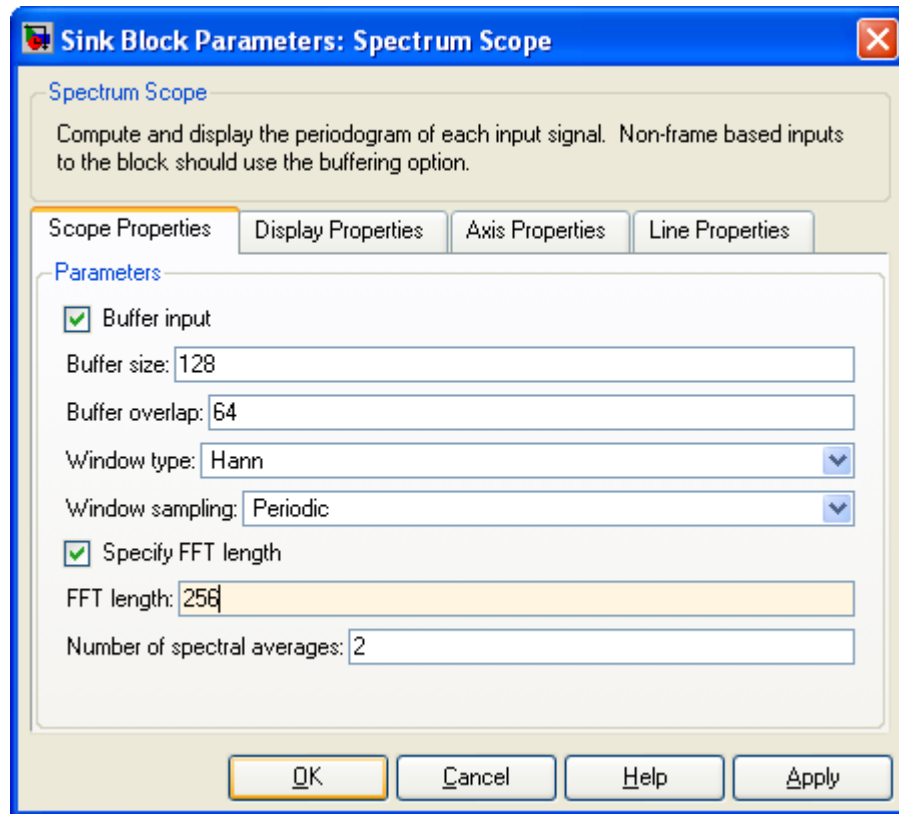 Sink Block Parameters: Spectrum Scope
Spectrum Scope
Compute and display the periodogram of each input signal. Non-frame based inputs
to the block should use the buffering option.
Scope Properties Display Properties Axis Properties Line Properties
Parameters
Buffer input
Buffer size: 128
Buffer overlap: 64
Window type: Hann
Window sampling: Periodic
Specify FFT length
FFT length: 256
Number of spectral averages: 2
OK Cancel Help Apply